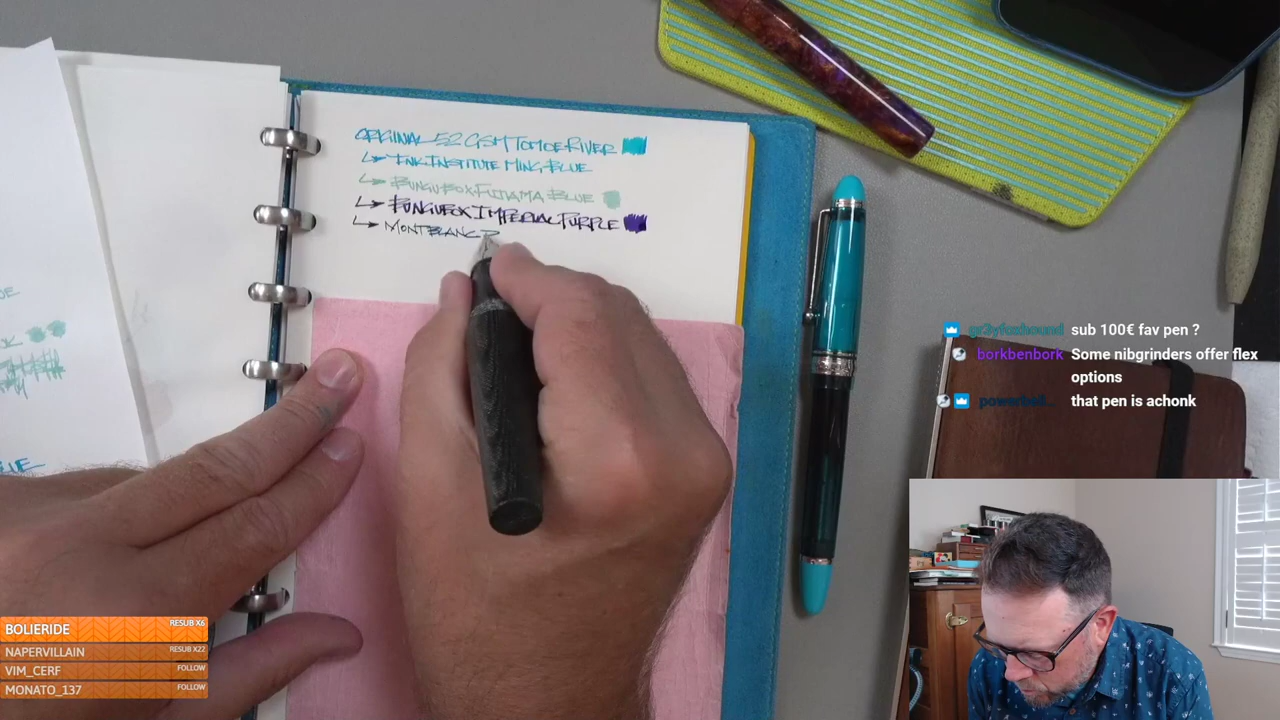 ORIGINAL 52 GSM TOMOE RIVER
↳ INK INSTITUTE MING BLUE
↳ BUNGUBOX FUJIYAMA BLUE
↳ BUNGUBOX IMPERIAL PURPLE
↳ MONTBLANC
gr3yfoxhound sub 100€ fav pen ?
borkbenbork Some nibgrinders offer flex
options
that pen is achonk
BOLIERIDE RESUB X6
NAPERVILLAIN RESUB X22
VIM_CERF FOLLOW
MONATO_137 FOLLOW